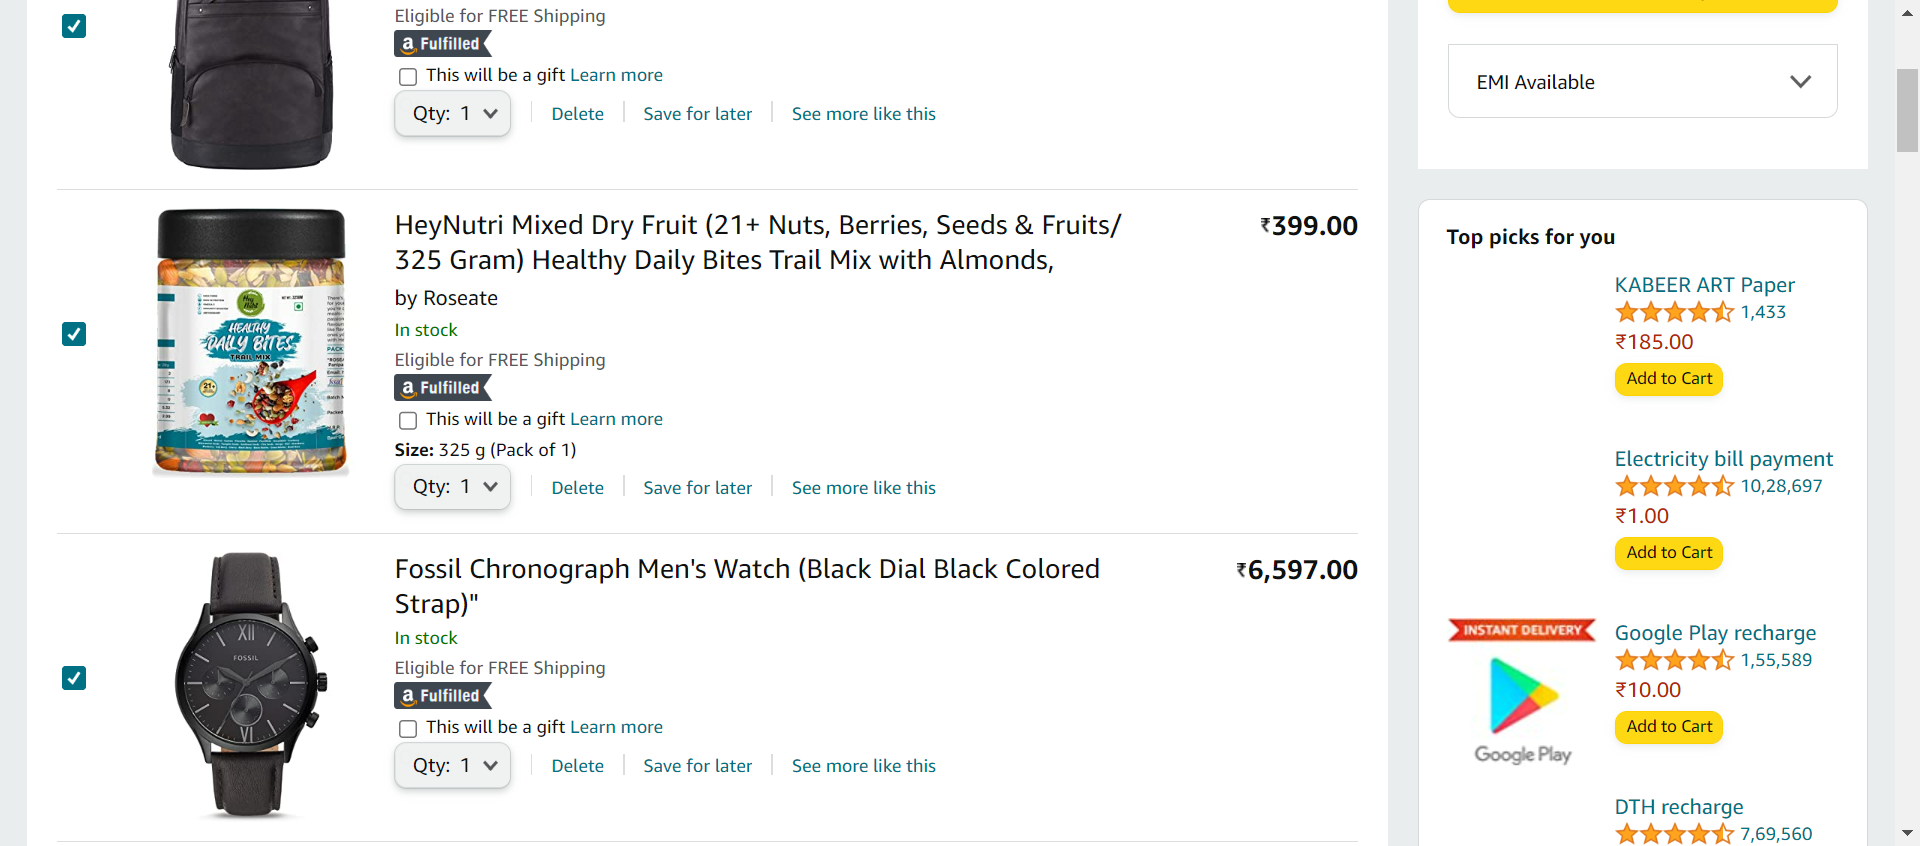 Eligible for FREE Shipping
a Fulfilled
This will be a gift Learn more
Qty: 1
Delete
Save for later
See more like this
HeyNutri Mixed Dry Fruit (21+ Nuts, Berries, Seeds & Fruits/
325 Gram) Healthy Daily Bites Trail Mix with Almonds,
₹399.00
by Roseate
In stock
Eligible for FREE Shipping
a Fulfilled
This will be a gift Learn more
Size: 325 g (Pack of 1)
Qty: 1
Delete
Save for later
See more like this
HEALTHY
DAILY BITES
TRAIL MIX
21+
Fossil Chronograph Men's Watch (Black Dial Black Colored
Strap)"
₹6,597.00
In stock
Eligible for FREE Shipping
a Fulfilled
This will be a gift Learn more
Qty: 1
Delete
Save for later
See more like this
XII
FOSSIL
VI
EMI Available
Top picks for you
KABEER ART Paper
1,433
₹185.00
Add to Cart
Electricity bill payment
10,28,697
₹1.00
Add to Cart
INSTANT DELIVERY
Google Play
Google Play recharge
1,55,589
₹10.00
Add to Cart
DTH recharge
7,69,560